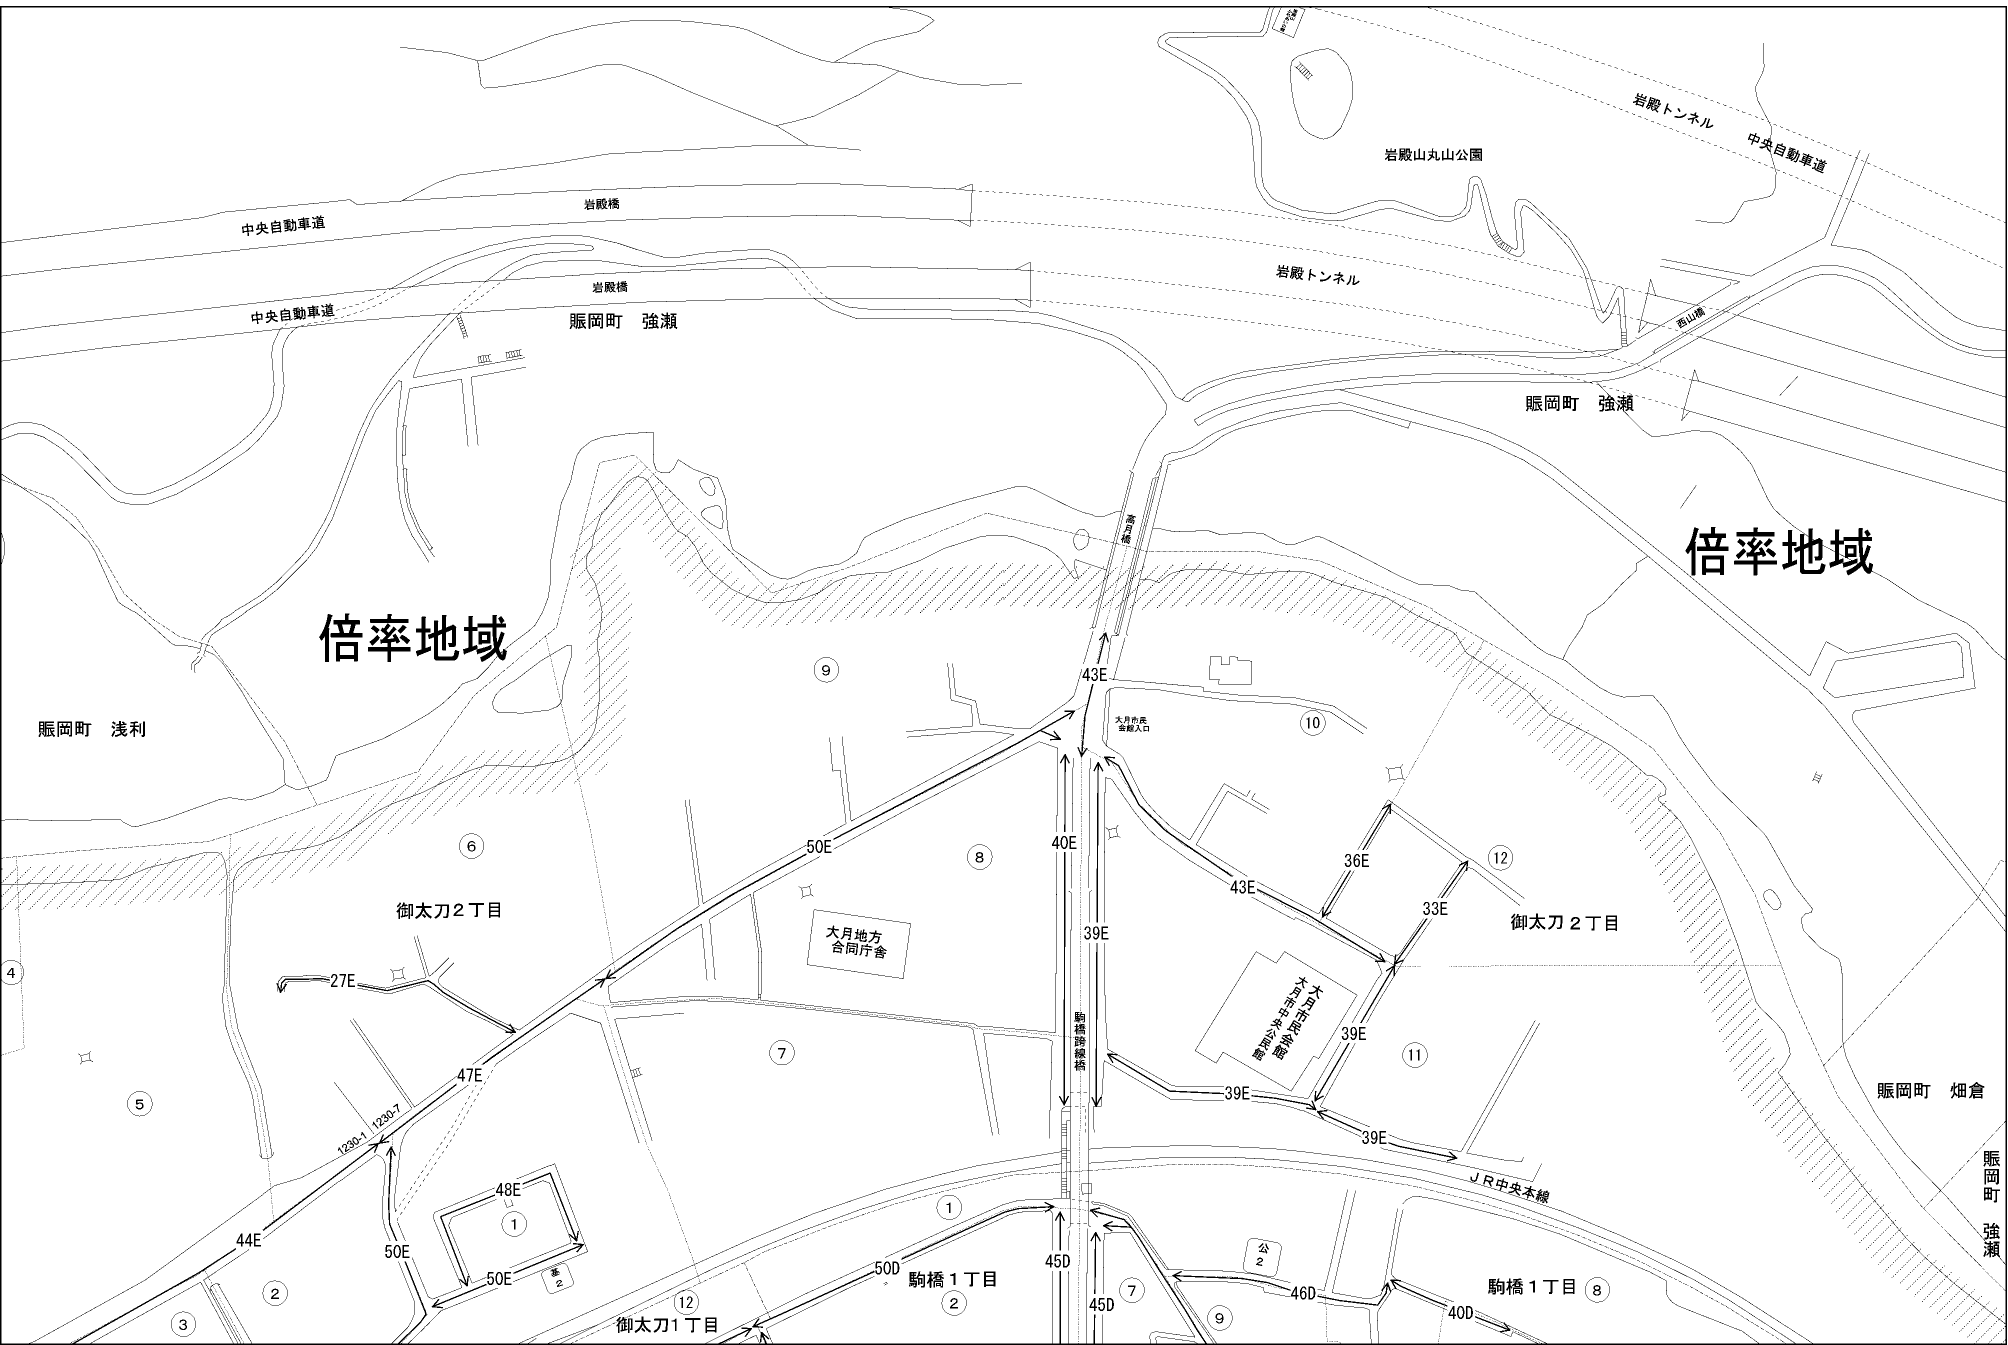 岩殿トンネル
中央自動車道
岩殿山丸山公園
中央自動車道
岩殿橋
岩殿トンネル
中央自動車道
岩殿橋
賑岡町　強瀬
西山橋
賑岡町　強瀬
高月橋
倍率地域
倍率地域
賑岡町　浅利
⑨
43E
大月市民
会館入口
⑩
⑥
50E
⑧
40E
43E
36E
⑫
33E
御太刀２丁目
御太刀２丁目
大月地方
合同庁舎
39E
④
27E
大月市民会館
大月市中央公民館
駒橋跨線橋
39E
⑦
⑪
47E
⑤
39E
賑岡町　畑倉
1230-1
1230-7
39E
賑岡町　強瀬
ＪＲ中央本線
48E
①
①
44E
50E
50E
基
2
50D
駒橋１丁目
②
45D
公
2
46D
駒橋１丁目
⑧
②
③
⑫
御太刀１丁目
45D
⑦
⑨
40D